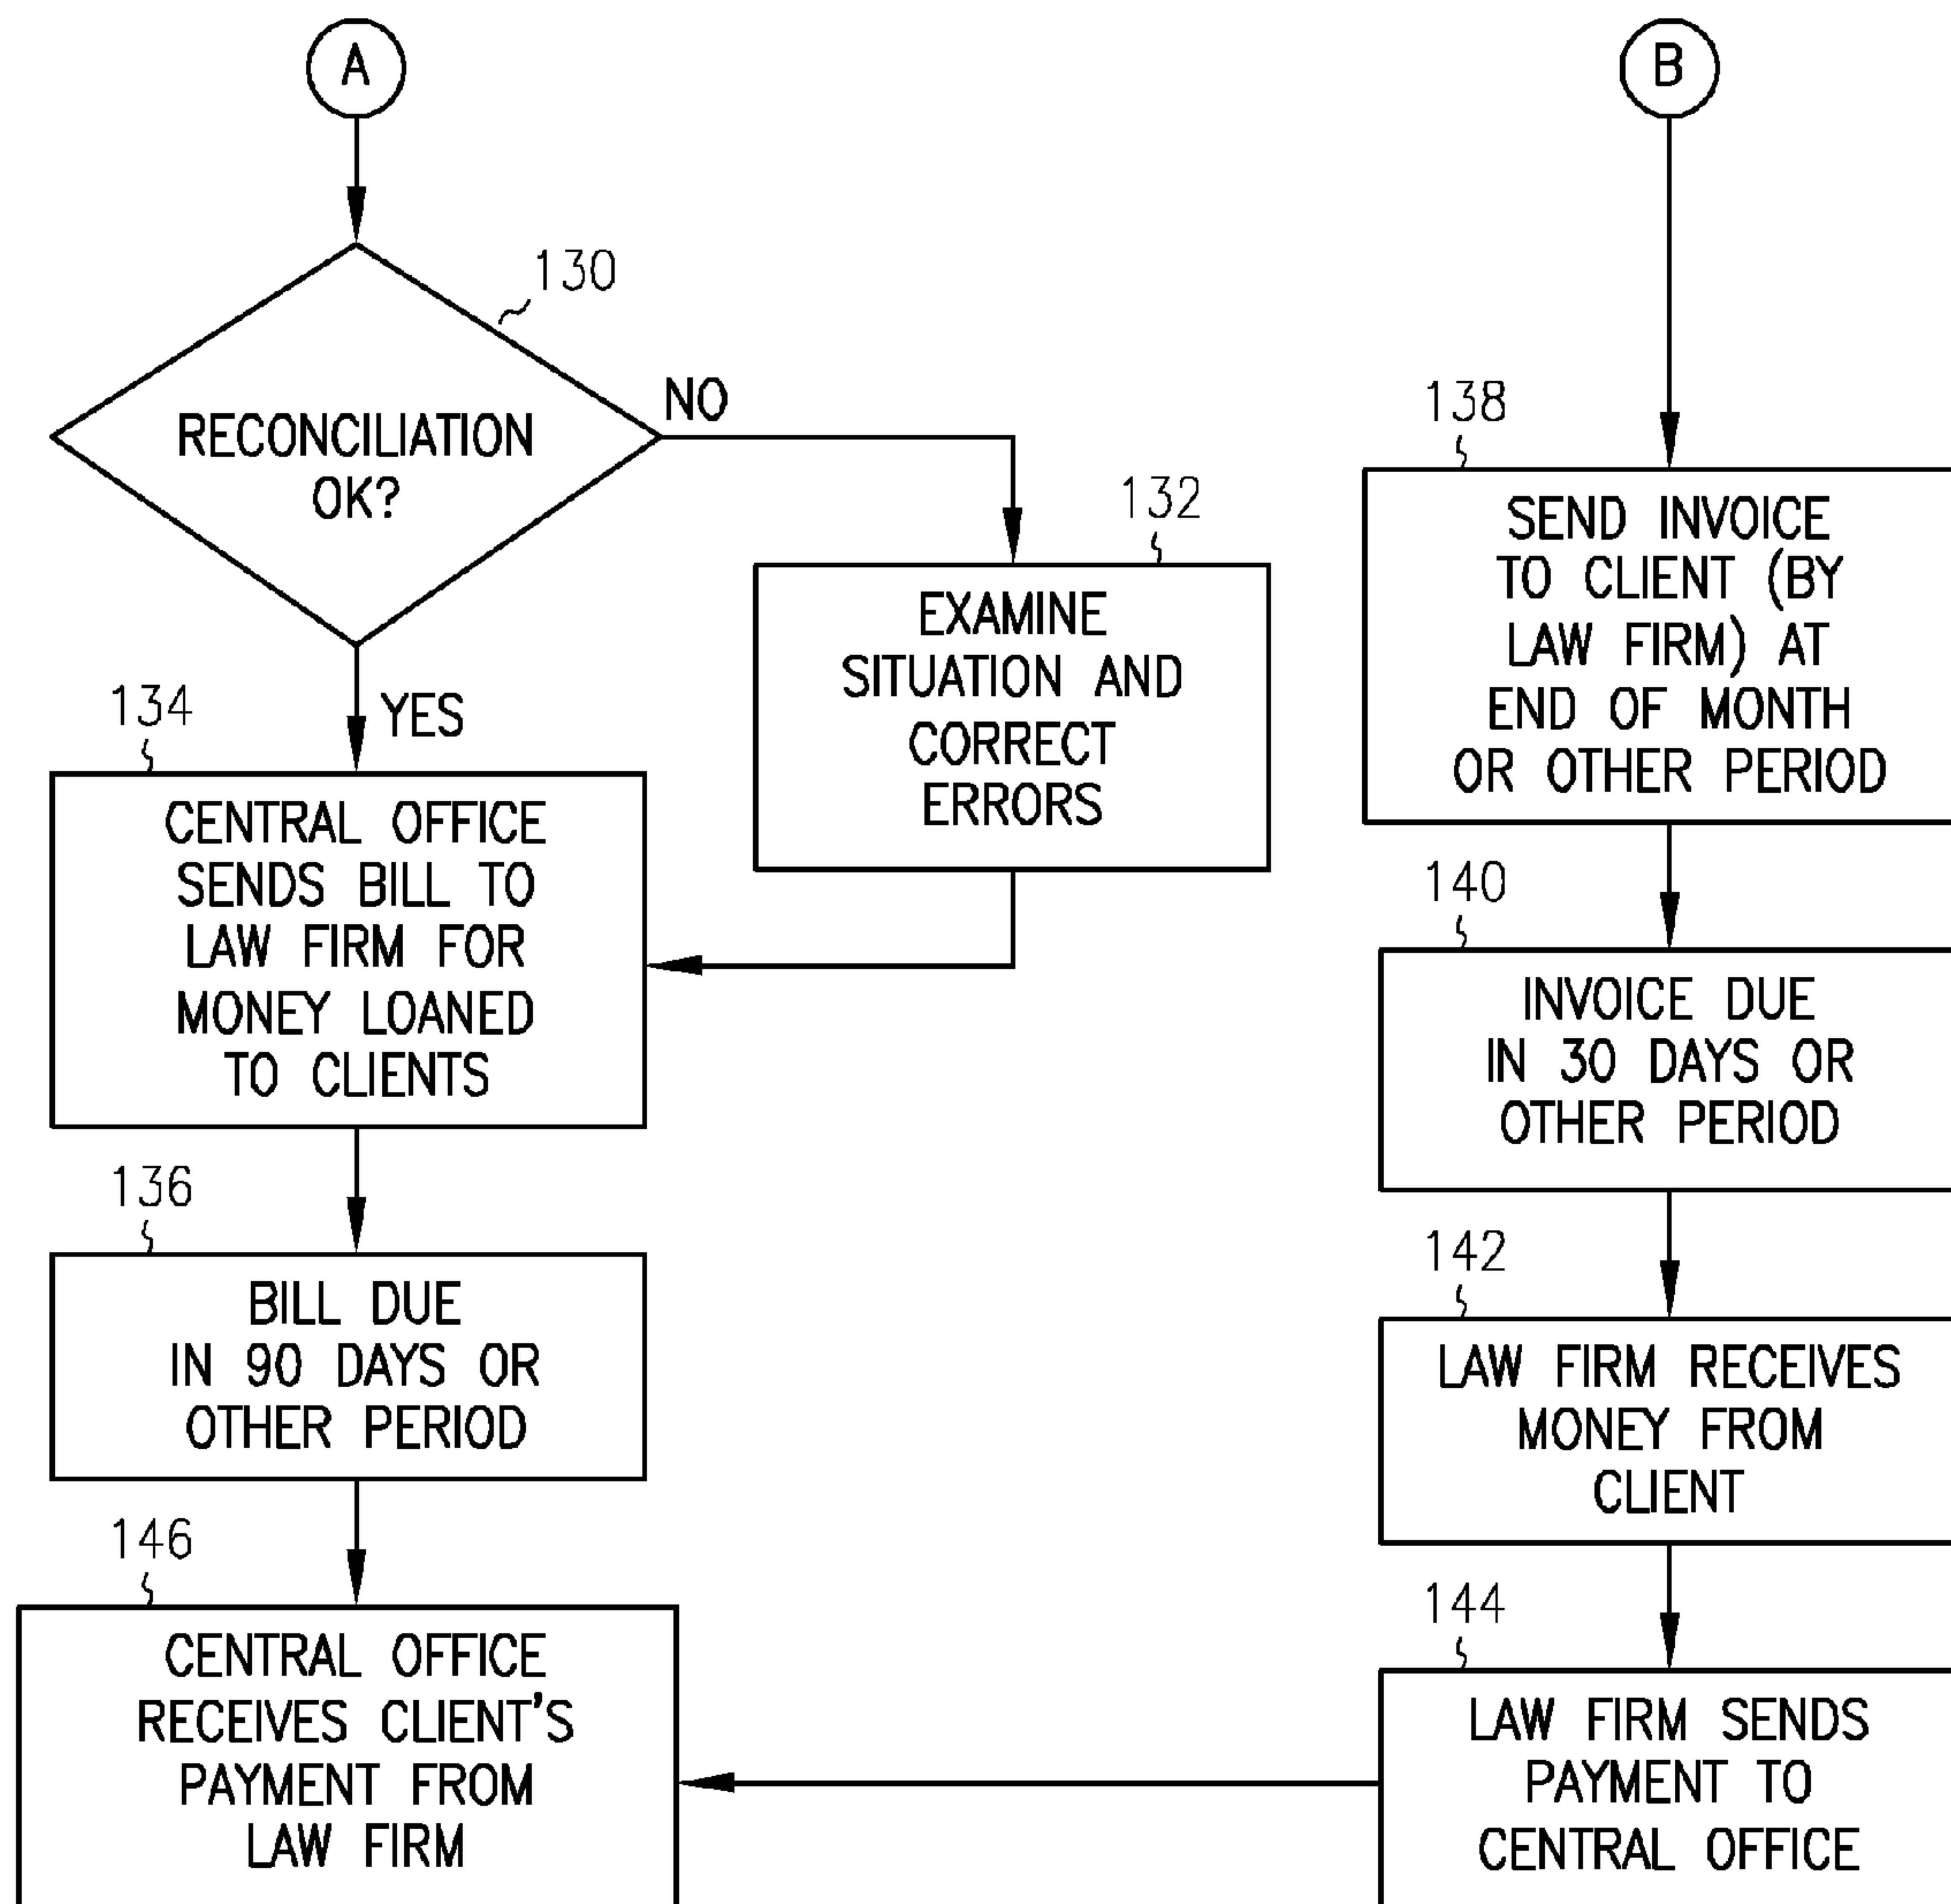 A
130
RECONCILIATION
OK?
NO
YES
132
EXAMINE
SITUATION AND
CORRECT
ERRORS
134
CENTRAL OFFICE
SENDS BILL TO
LAW FIRM FOR
MONEY LOANED
TO CLIENTS
136
BILL DUE
IN 90 DAYS OR
OTHER PERIOD
146
CENTRAL OFFICE
RECEIVES CLIENT'S
PAYMENT FROM
LAW FIRM
B
138
SEND INVOICE
TO CLIENT (BY
LAW FIRM) AT
END OF MONTH
OR OTHER PERIOD
140
INVOICE DUE
IN 30 DAYS OR
OTHER PERIOD
142
LAW FIRM RECEIVES
MONEY FROM
CLIENT
144
LAW FIRM SENDS
PAYMENT TO
CENTRAL OFFICE